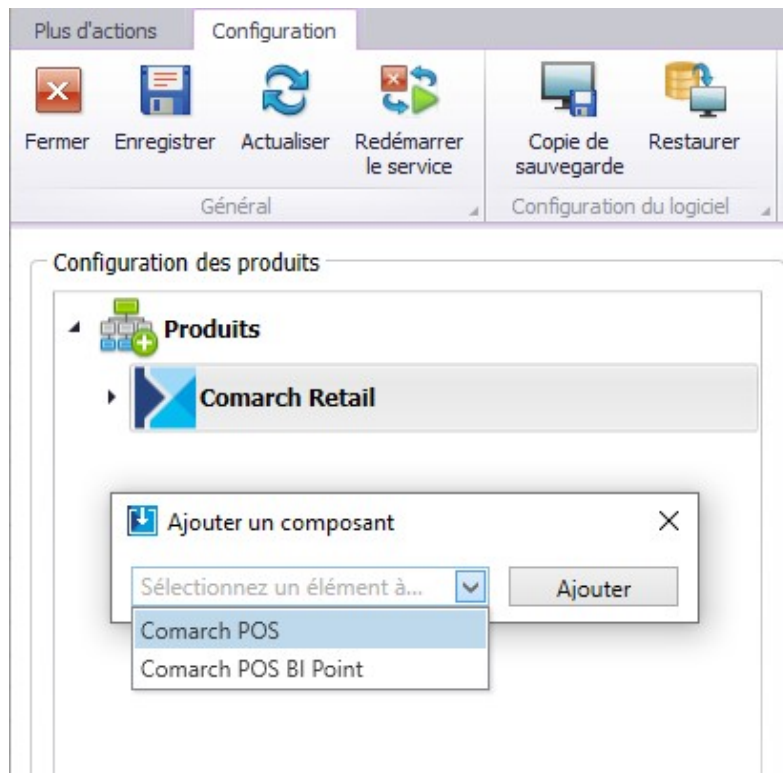 Plus d'actions Configuration
Fermer Enregistrer Actualiser Redémarrer le service Copie de sauvegarde Restaurer
Général Configuration du logiciel
Configuration des produits
Produits
Comarch Retail
Ajouter un composant
Sélectionnez un élément à... Ajouter
Comarch POS
Comarch POS BI Point